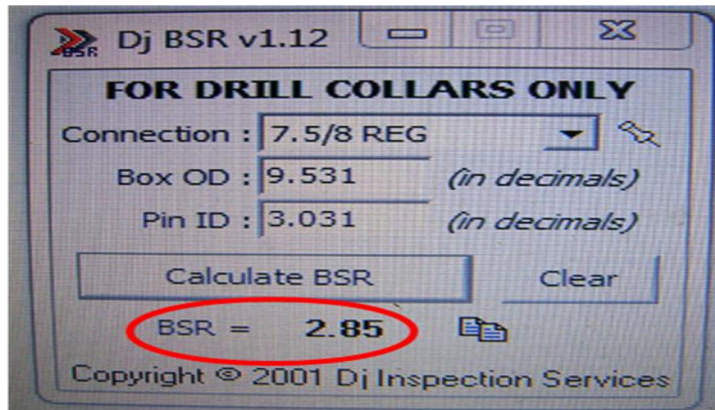 BSR Dj BSR v1.12
FOR DRILL COLLARS ONLY
Connection : 7.5/8 REG
Box OD : 9.531 (in decimals)
Pin ID : 3.031 (in decimals)
Calculate BSR Clear
BSR = 2.85
Copyright © 2001 Dj Inspection Services